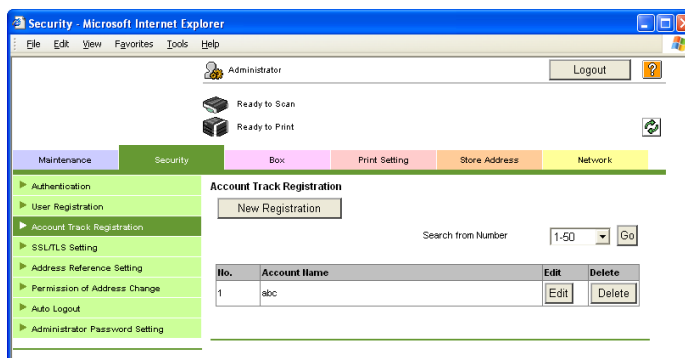 Security - Microsoft Internet Explorer
File Edit View Favorites Tools Help
Administrator Logout ?
Ready to Scan
Ready to Print
Maintenance Security Box Print Setting Store Address Network
Authentication
User Registration
Account Track Registration
SSL/TLS Setting
Address Reference Setting
Permission of Address Change
Auto Logout
Administrator Password Setting
Account Track Registration
New Registration
Search from Number 1-50 Go
No. Account Name Edit Delete
1 abc Edit Delete